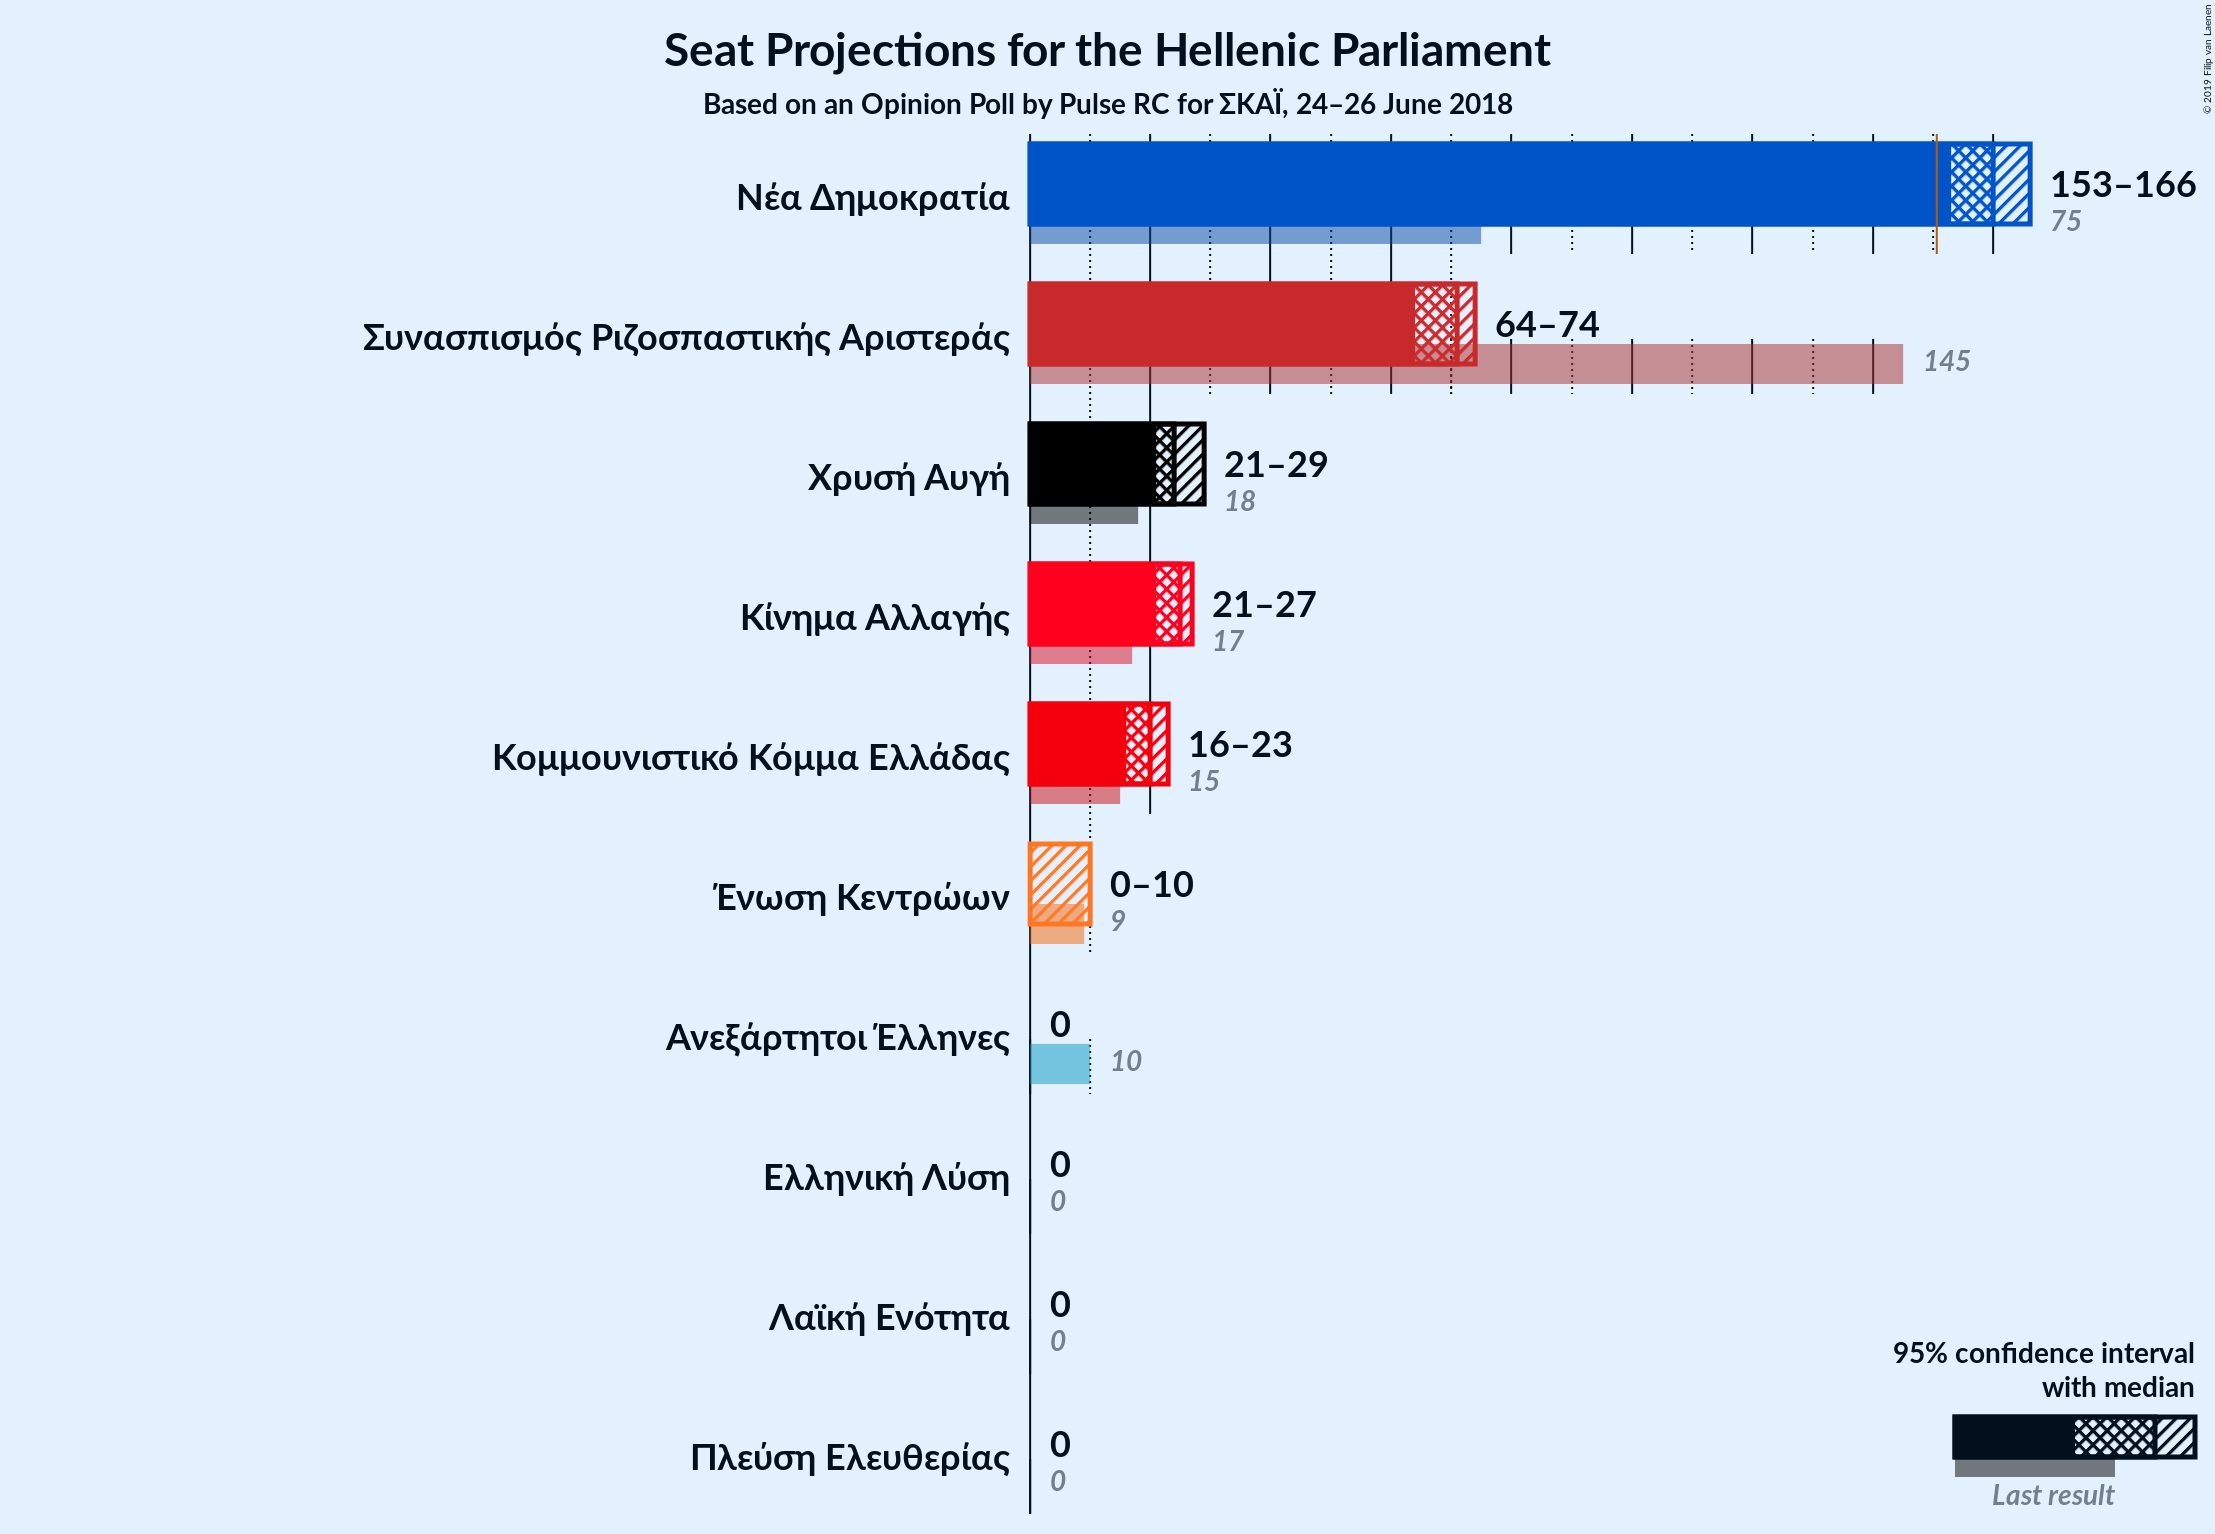 Seat Projections for the Hellenic Parliament
Based on an Opinion Poll by Pulse RC for ΣΚΑΪ, 24–26 June 2018
© 2019 Filip van Laenen
Νέα Δημοκρατία
153–166
75
Συνασπισμός Ριζοσπαστικής Αριστεράς
64–74
145
Χρυσή Αυγή
21–29
18
Κίνημα Αλλαγής
21–27
17
Κομμουνιστικό Κόμμα Ελλάδας
16–23
15
Ένωση Κεντρώων
0–10
9
Ανεξάρτητοι Έλληνες
0
10
Ελληνική Λύση
0
0
Λαϊκή Ενότητα
0
0
Πλεύση Ελευθερίας
0
0
95% confidence interval
with median
Last result